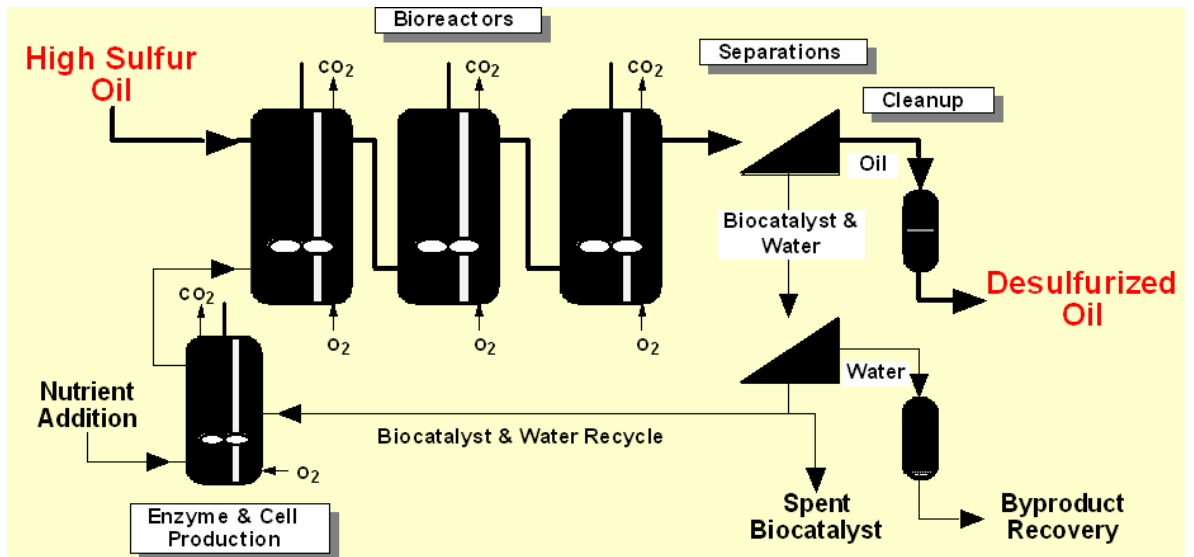 Bioreactors
High Sulfur
Oil
CO2
CO2
CO2
Separations
Cleanup
Oil
Biocatalyst &
Water
Desulfurized
Oil
CO2
O2
O2
O2
Nutrient
Addition
Water
Biocatalyst & Water Recycle
O2
Spent
Biocatalyst
Byproduct
Recovery
Enzyme & Cell
Production